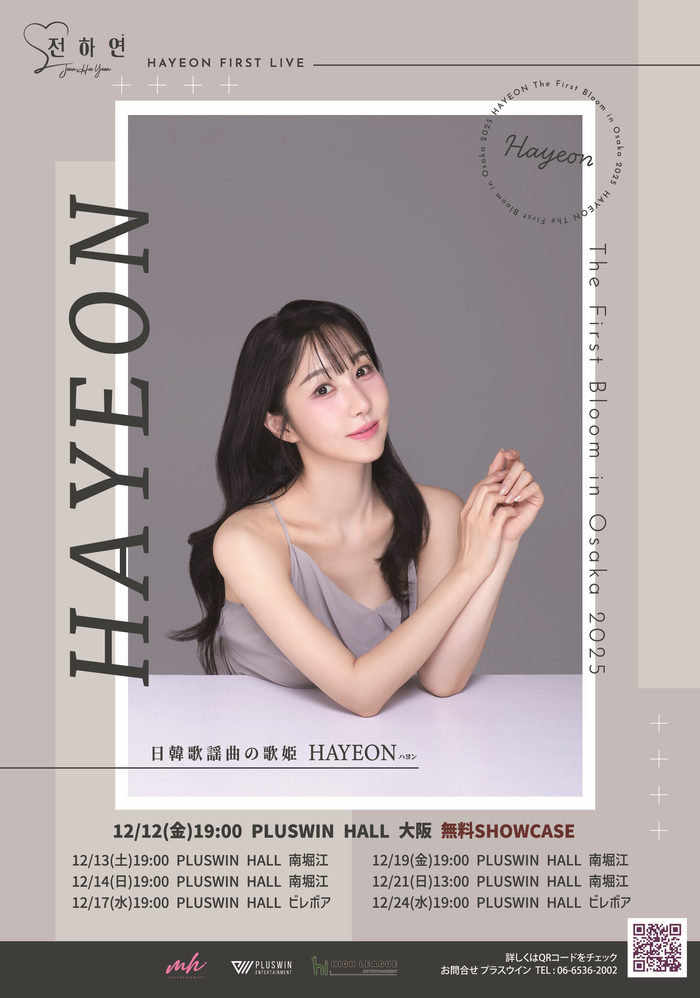 전하연
Jeon Ha Yeon
HAYEON FIRST LIVE
HAYEON The First Bloom in Osaka 2025 HAYEON The First Bloom in Osaka 2025
Hayeon
HAYEON
The First Bloom in Osaka 2025
日韓歌謡曲の歌姫 HAYEON ハヨン
12/12(金)19:00 PLUSWIN HALL 大阪 無料SHOWCASE
12/13(土)19:00 PLUSWIN HALL 南堀江
12/14(日)19:00 PLUSWIN HALL 南堀江
12/17(水)19:00 PLUSWIN HALL ビレボア
12/19(金)19:00 PLUSWIN HALL 南堀江
12/21(日)13:00 PLUSWIN HALL 南堀江
12/24(水)19:00 PLUSWIN HALL ビレボア
mh
ENTERTAINMENT
PLUSWIN
ENTERTAINMENT
hi HIGH LEAGUE
ENTERTAINMENT
詳しくはQRコードをチェック
お問合せ プラスウイン TEL : 06-6536-2002